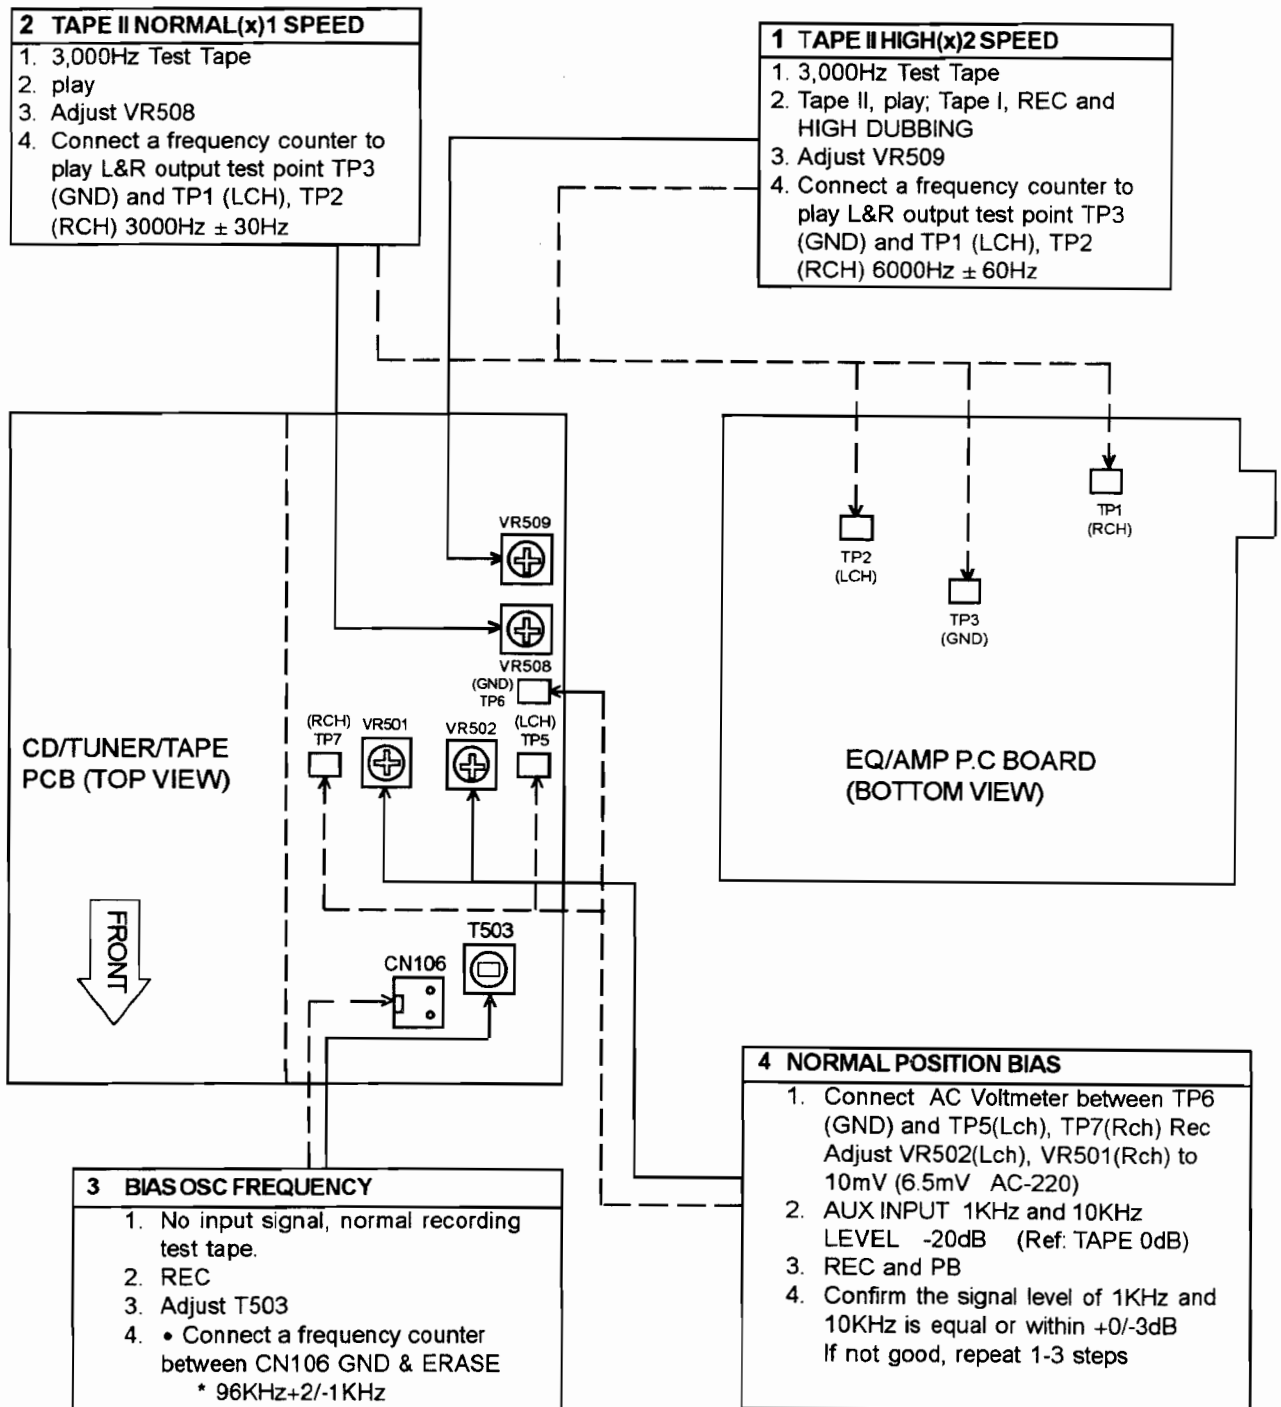 2 TAPE II NORMAL(x)1 SPEED
1. 3,000Hz Test Tape
2. play
3. Adjust VR508
4. Connect a frequency counter to
play L&R output test point TP3
(GND) and TP1 (LCH), TP2
(RCH) 3000Hz ± 30Hz
1 TAPE II HIGH(x)2 SPEED
1. 3,000Hz Test Tape
2. Tape II, play; Tape I, REC and
HIGH DUBBING
3. Adjust VR509
4. Connect a frequency counter to
play L&R output test point TP3
(GND) and TP1 (LCH), TP2
(RCH) 6000Hz ± 60Hz
VR509
VR508
(GND)
TP6
(RCH)
TP7
VR501
VR502
(LCH)
TP5
CD/TUNER/TAPE
PCB (TOP VIEW)
FRONT
T503
CN106
TP1
(RCH)
TP2
(LCH)
TP3
(GND)
EQ/AMP P.C BOARD
(BOTTOM VIEW)
3 BIAS OSC FREQUENCY
1. No input signal, normal recording
test tape.
2. REC
3. Adjust T503
4. • Connect a frequency counter
between CN106 GND & ERASE
* 96KHz+2/-1KHz
4 NORMAL POSITION BIAS
1. Connect AC Voltmeter between TP6
(GND) and TP5(Lch), TP7(Rch) Rec
Adjust VR502(Lch), VR501(Rch) to
10mV (6.5mV AC-220)
2. AUX INPUT 1KHz and 10KHz
LEVEL -20dB (Ref: TAPE 0dB)
3. REC and PB
4. Confirm the signal level of 1KHz and
10KHz is equal or within +0/-3dB
If not good, repeat 1-3 steps